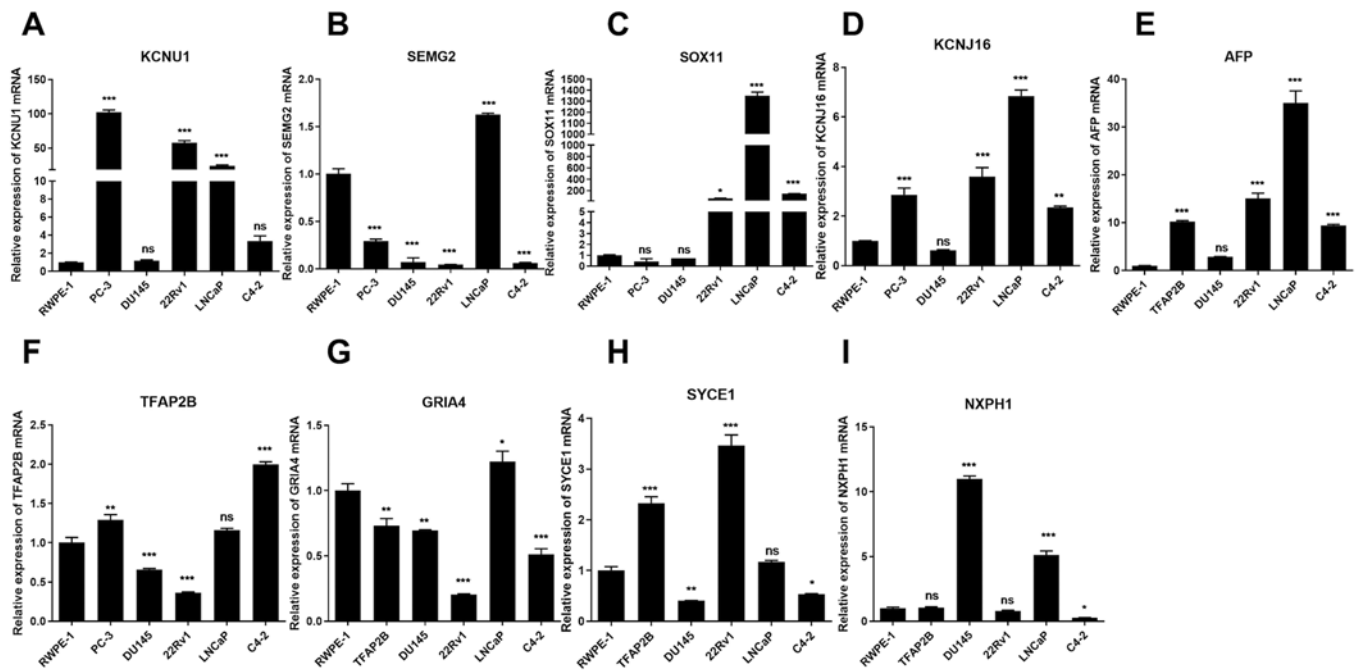 A
KCNU1
Relative expression of KCNU1 mRNA
150
125
100
75
50
25
10
8
6
4
2
0
***
ns
***
***
ns
RWPE-1
PC-3
DU145
22Rv1
LNCaP
C4-2
B
SEMG2
Relative expression of SEMG2 mRNA
2.0
1.5
1.0
0.5
0.0
***
***
***
***
***
RWPE-1
PC-3
DU145
22Rv1
LNCaP
C4-2
C
SOX11
Relative expression of SOX11 mRNA
1500
1400
1300
1200
1100
1000
1000
800
600
400
200
5
4
3
2
1
0
ns
ns
*
***
***
RWPE-1
PC-3
DU145
22Rv1
LNCaP
C4-2
D
KCNJ16
Relative expression of KCNJ16 mRNA
8
6
4
2
0
***
ns
***
***
**
RWPE-1
PC-3
DU145
22Rv1
LNCaP
C4-2
E
AFP
Relative expression of AFP mRNA
40
30
20
10
0
***
ns
***
***
***
RWPE-1
TFAP2B
DU145
22Rv1
LNCaP
C4-2
F
TFAP2B
Relative expression of TFAP2B mRNA
2.5
2.0
1.5
1.0
0.5
0.0
**
***
***
ns
***
RWPE-1
PC-3
DU145
22Rv1
LNCaP
C4-2
G
GRIA4
Relative expression of GRIA4 mRNA
1.5
1.0
0.5
0.0
**
**
***
*
***
RWPE-1
TFAP2B
DU145
22Rv1
LNCaP
C4-2
H
SYCE1
Relative expression of SYCE1 mRNA
4
3
2
1
0
***
**
***
ns
*
RWPE-1
TFAP2B
DU145
22Rv1
LNCaP
C4-2
I
NXPH1
Relative expression of NXPH1 mRNA
15
10
5
0
ns
***
ns
***
*
RWPE-1
TFAP2B
DU145
22Rv1
LNCaP
C4-2